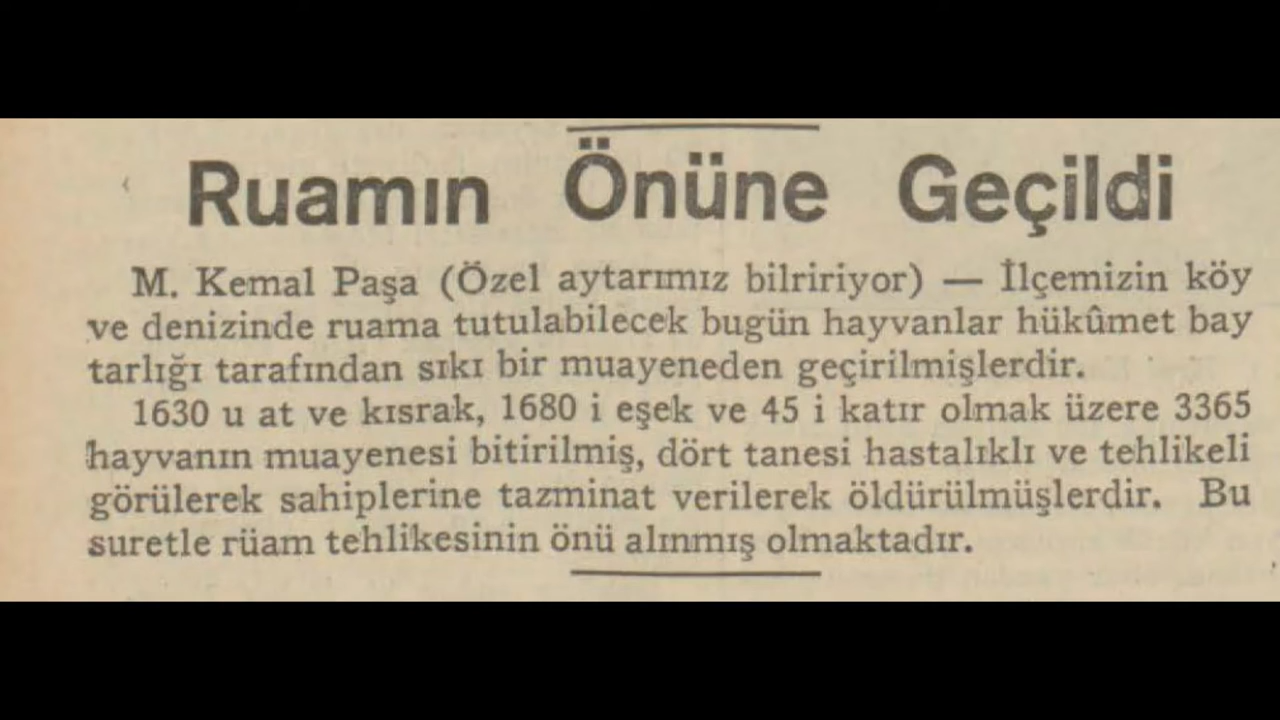 Ruamın Önüne Geçildi
M. Kemal Paşa (Özel aytarımız bilririyor) — İlçemizin köy
ve denizinde ruama tutulabilecek bugün hayvanlar hükûmet bay
tarlığı tarafından sıkı bir muayeneden geçirilmişlerdir.
1630 u at ve kısrak, 1680 i eşek ve 45 i katır olmak üzere 3365
hayvanın muayenesi bitirilmiş, dört tanesi hastalıklı ve tehlikeli
görülerek sahiplerine tazminat verilerek öldürülmüşlerdir. Bu
suretle rüam tehlikesinin önü alınmış olmaktadır.